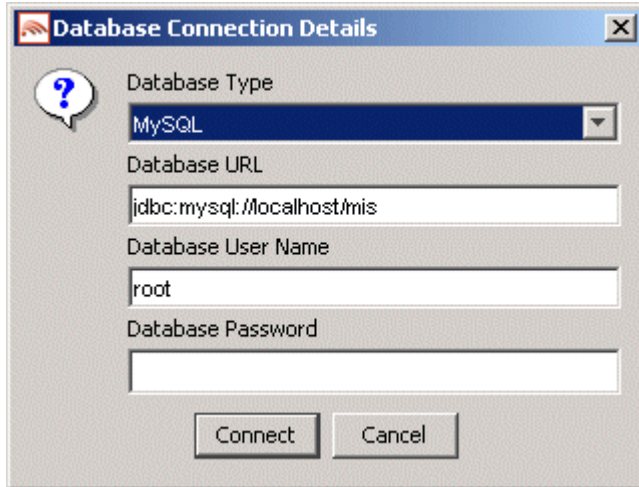 Database Connection Details
Database Type
MySQL
Database URL
jdbc:mysql://localhost/mis
Database User Name
root
Database Password
Connect Cancel